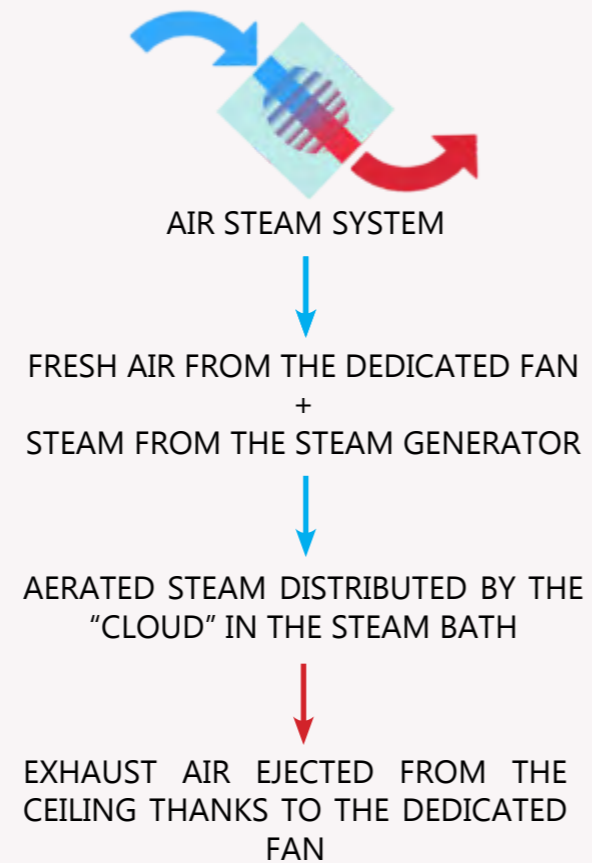 AIR STEAM SYSTEM
FRESH AIR FROM THE DEDICATED FAN
+
STEAM FROM THE STEAM GENERATOR
AERATED STEAM DISTRIBUTED BY THE
“CLOUD” IN THE STEAM BATH
EXHAUST AIR EJECTED FROM THE
CEILING THANKS TO THE DEDICATED
FAN